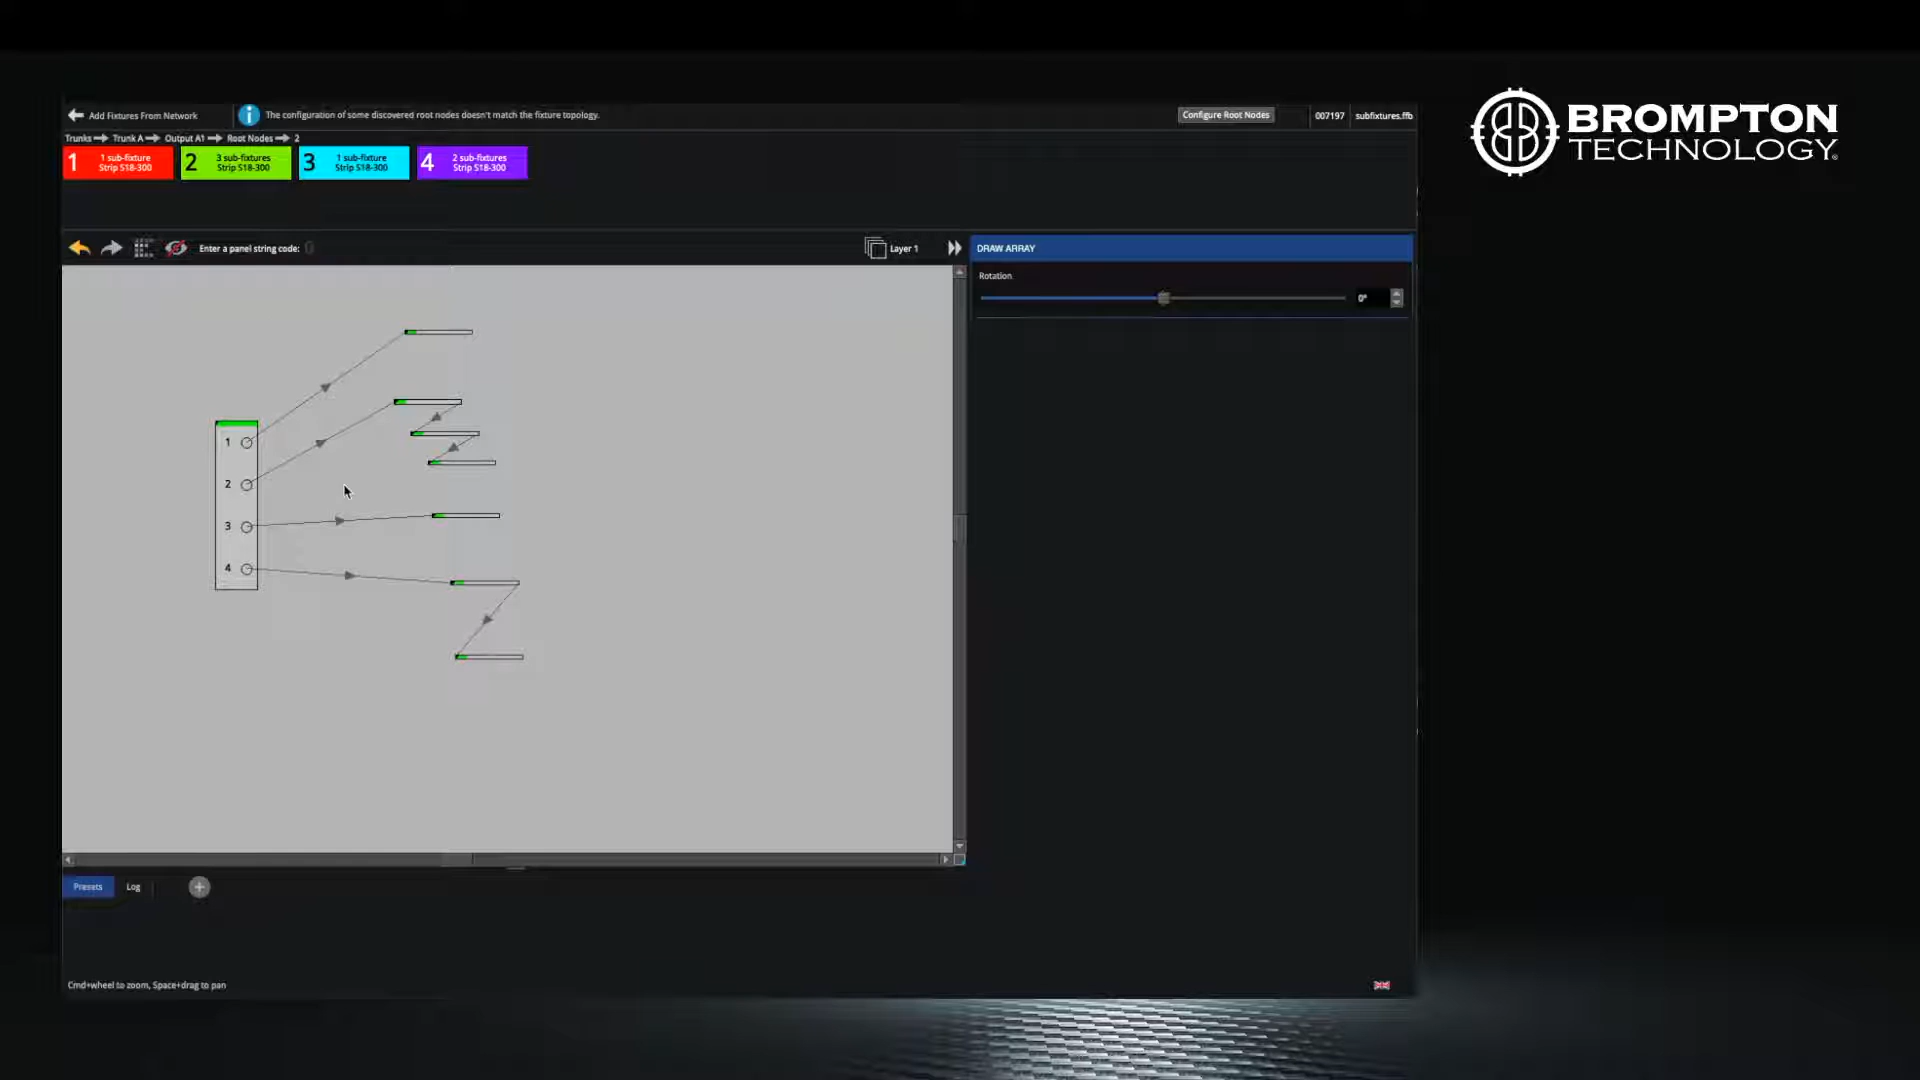 BROMPTON
TECHNOLOGY®
Add Fixtures From Network
The configuration of some discovered root nodes doesn't match the fixture topology.
Configure Root Nodes
007197
subfixtures.ffb
Trunks Trunk A Output A1 Root Nodes 2
1
1 sub-fixture
Strip S18-300
2
3 sub-fixtures
Strip S18-300
3
1 sub-fixture
Strip S18-300
4
2 sub-fixtures
Strip S18-300
Enter a panel string code:
Layer 1
DRAW ARRAY
Rotation
0°
1
2
3
4
Presets
Log
Cmd+wheel to zoom, Space+drag to pan